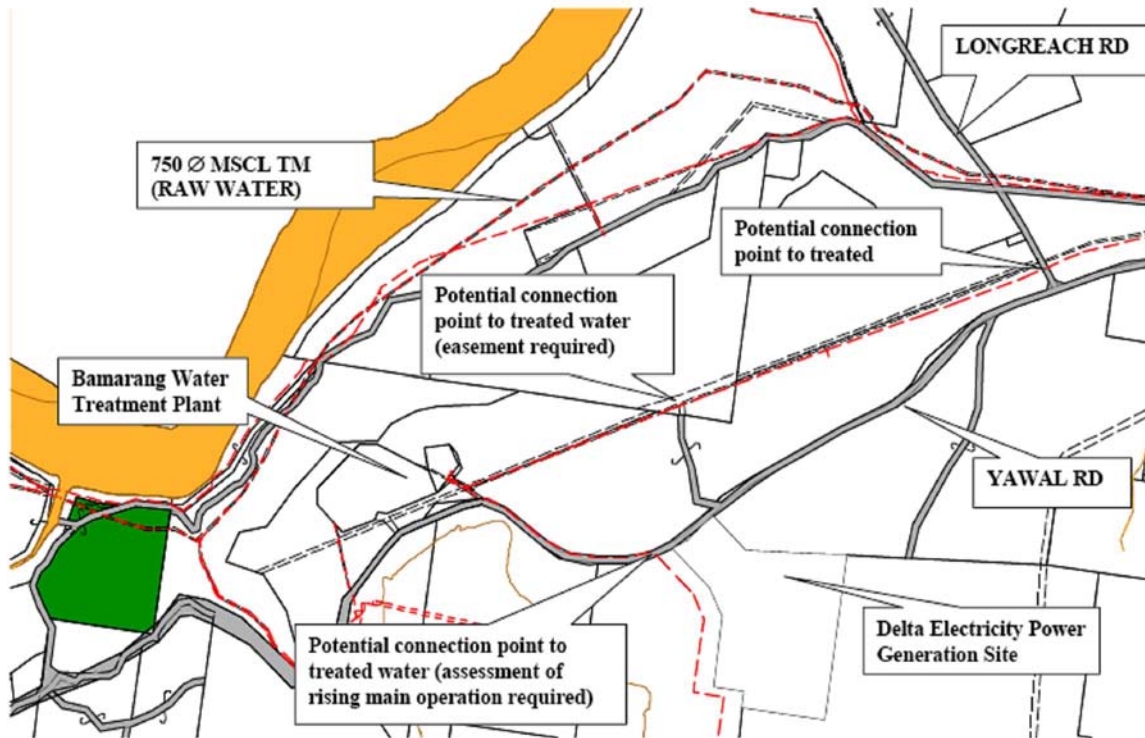 LONGREACH RD
750 Ø MSCL TM
(RAW WATER)
Potential connection
point to treated
Potential connection
point to treated water
(easement required)
Bamarang Water
Treatment Plant
YAWAL RD
Potential connection point to
treated water (assessment of
rising main operation required)
Delta Electricity Power
Generation Site